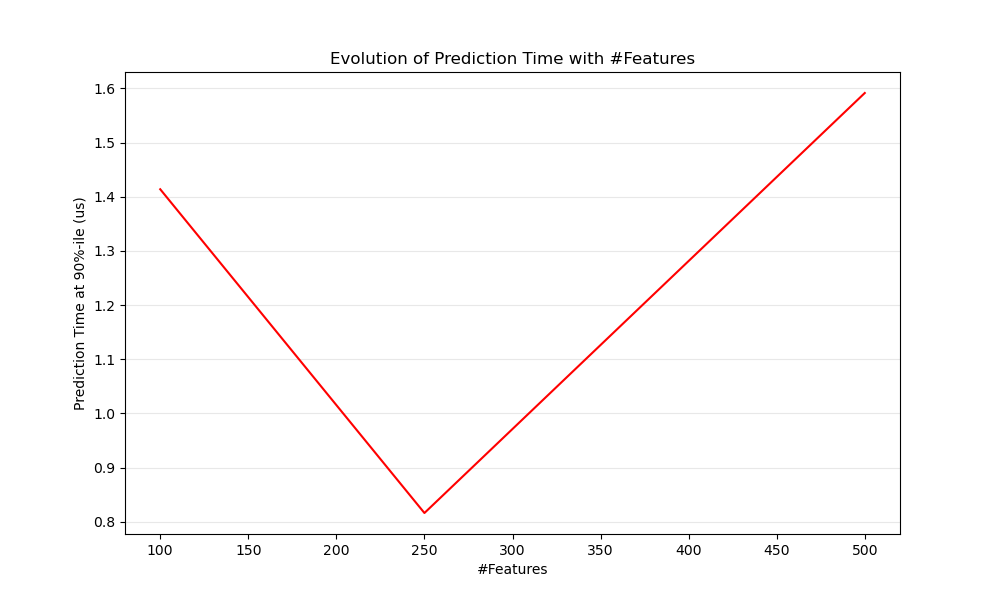 Evolution of Prediction Time with #Features
Prediction Time at 90%-ile (us)
1.6
1.5
1.4
1.3
1.2
1.1
1.0
0.9
0.8
100 150 200 250 300 350 400 450 500
#Features